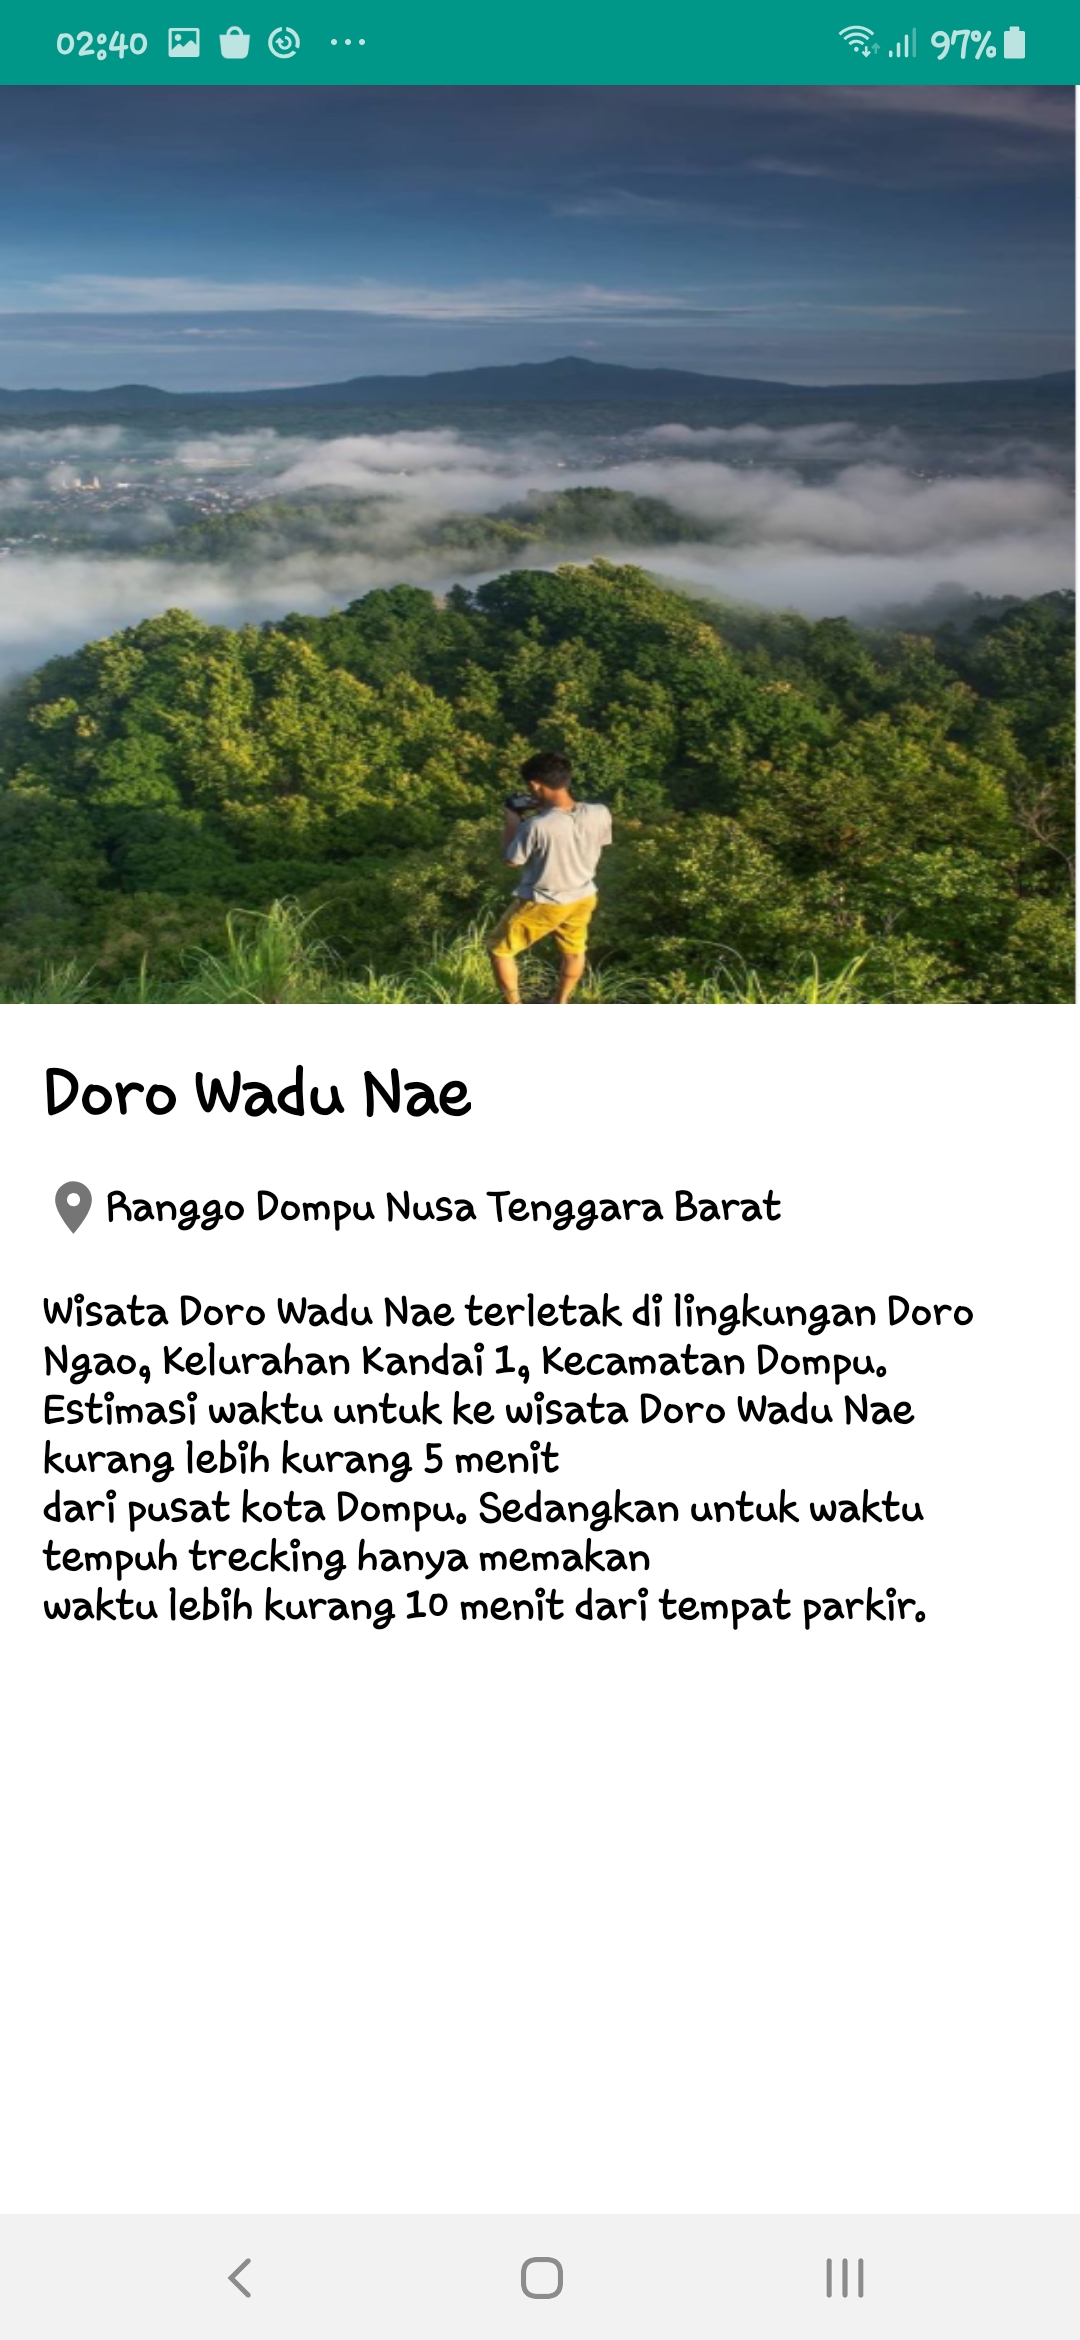 02:40
97%
Doro Wadu Nae
Ranggo Dompu Nusa Tenggara Barat
Wisata Doro Wadu Nae terletak di lingkungan Doro
Ngao, Kelurahan Kandai 1, Kecamatan Dompu.
Estimasi waktu untuk ke wisata Doro Wadu Nae
kurang lebih kurang 5 menit
dari pusat kota Dompu. Sedangkan untuk waktu
tempuh trecking hanya memakan
waktu lebih kurang 10 menit dari tempat parkir.